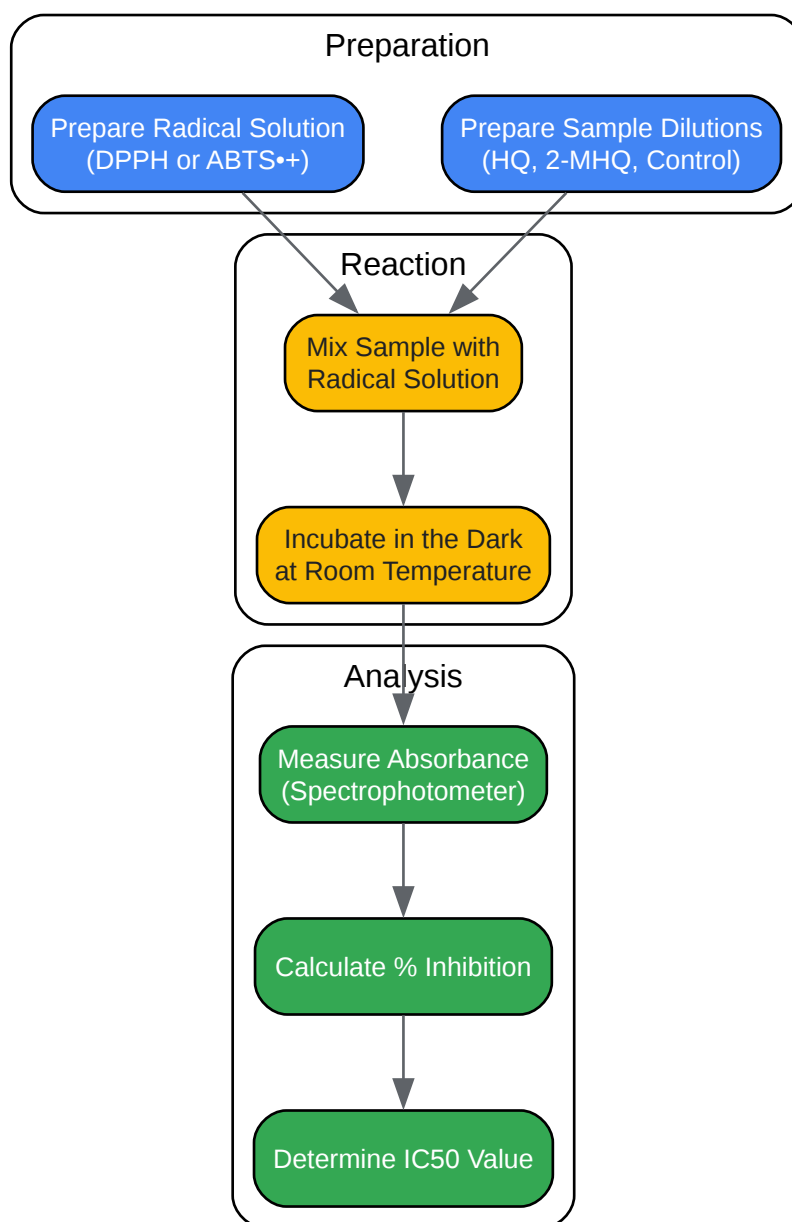 Preparation
Prepare Radical Solution
(DPPH or ABTS•+)
Prepare Sample Dilutions
(HQ, 2-MHQ, Control)
Reaction
Mix Sample with
Radical Solution
Incubate in the Dark
at Room Temperature
Analysis
Measure Absorbance
(Spectrophotometer)
Calculate % Inhibition
Determine IC50 Value